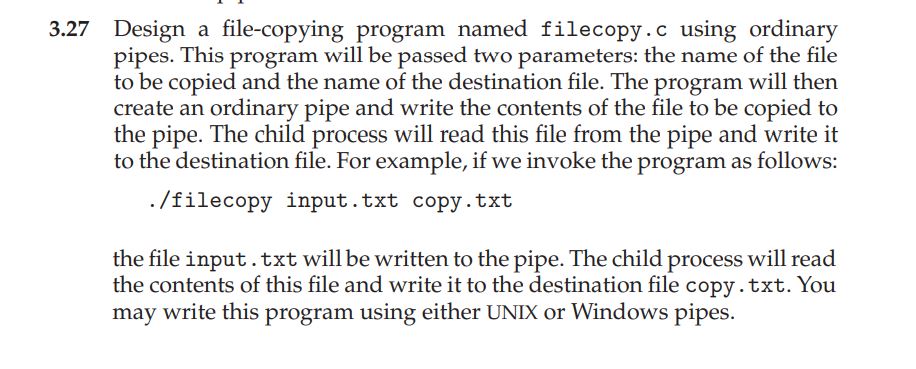 3.27 Design a file-copying program named filecopy.c using ordinary
pipes. This program will be passed two parameters: the name of the file
to be copied and the name of the destination file. The program will then
create an ordinary pipe and write the contents of the file to be copied to
the pipe. The child process will read this file from the pipe and write it
to the destination file. For example, if we invoke the program as follows:
./filecopy input.txt copy.txt
the file input.txt will be written to the pipe. The child process will read
the contents of this file and write it to the destination file copy.txt. You
may write this program using either UNIX or Windows pipes.